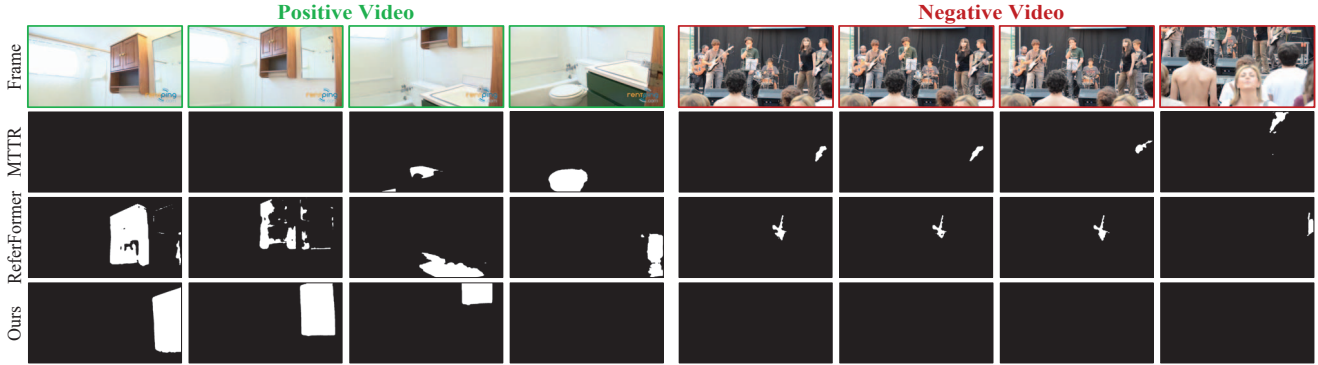 Positive Video
Negative Video
Frame
MTTR
ReferFormer
Ours